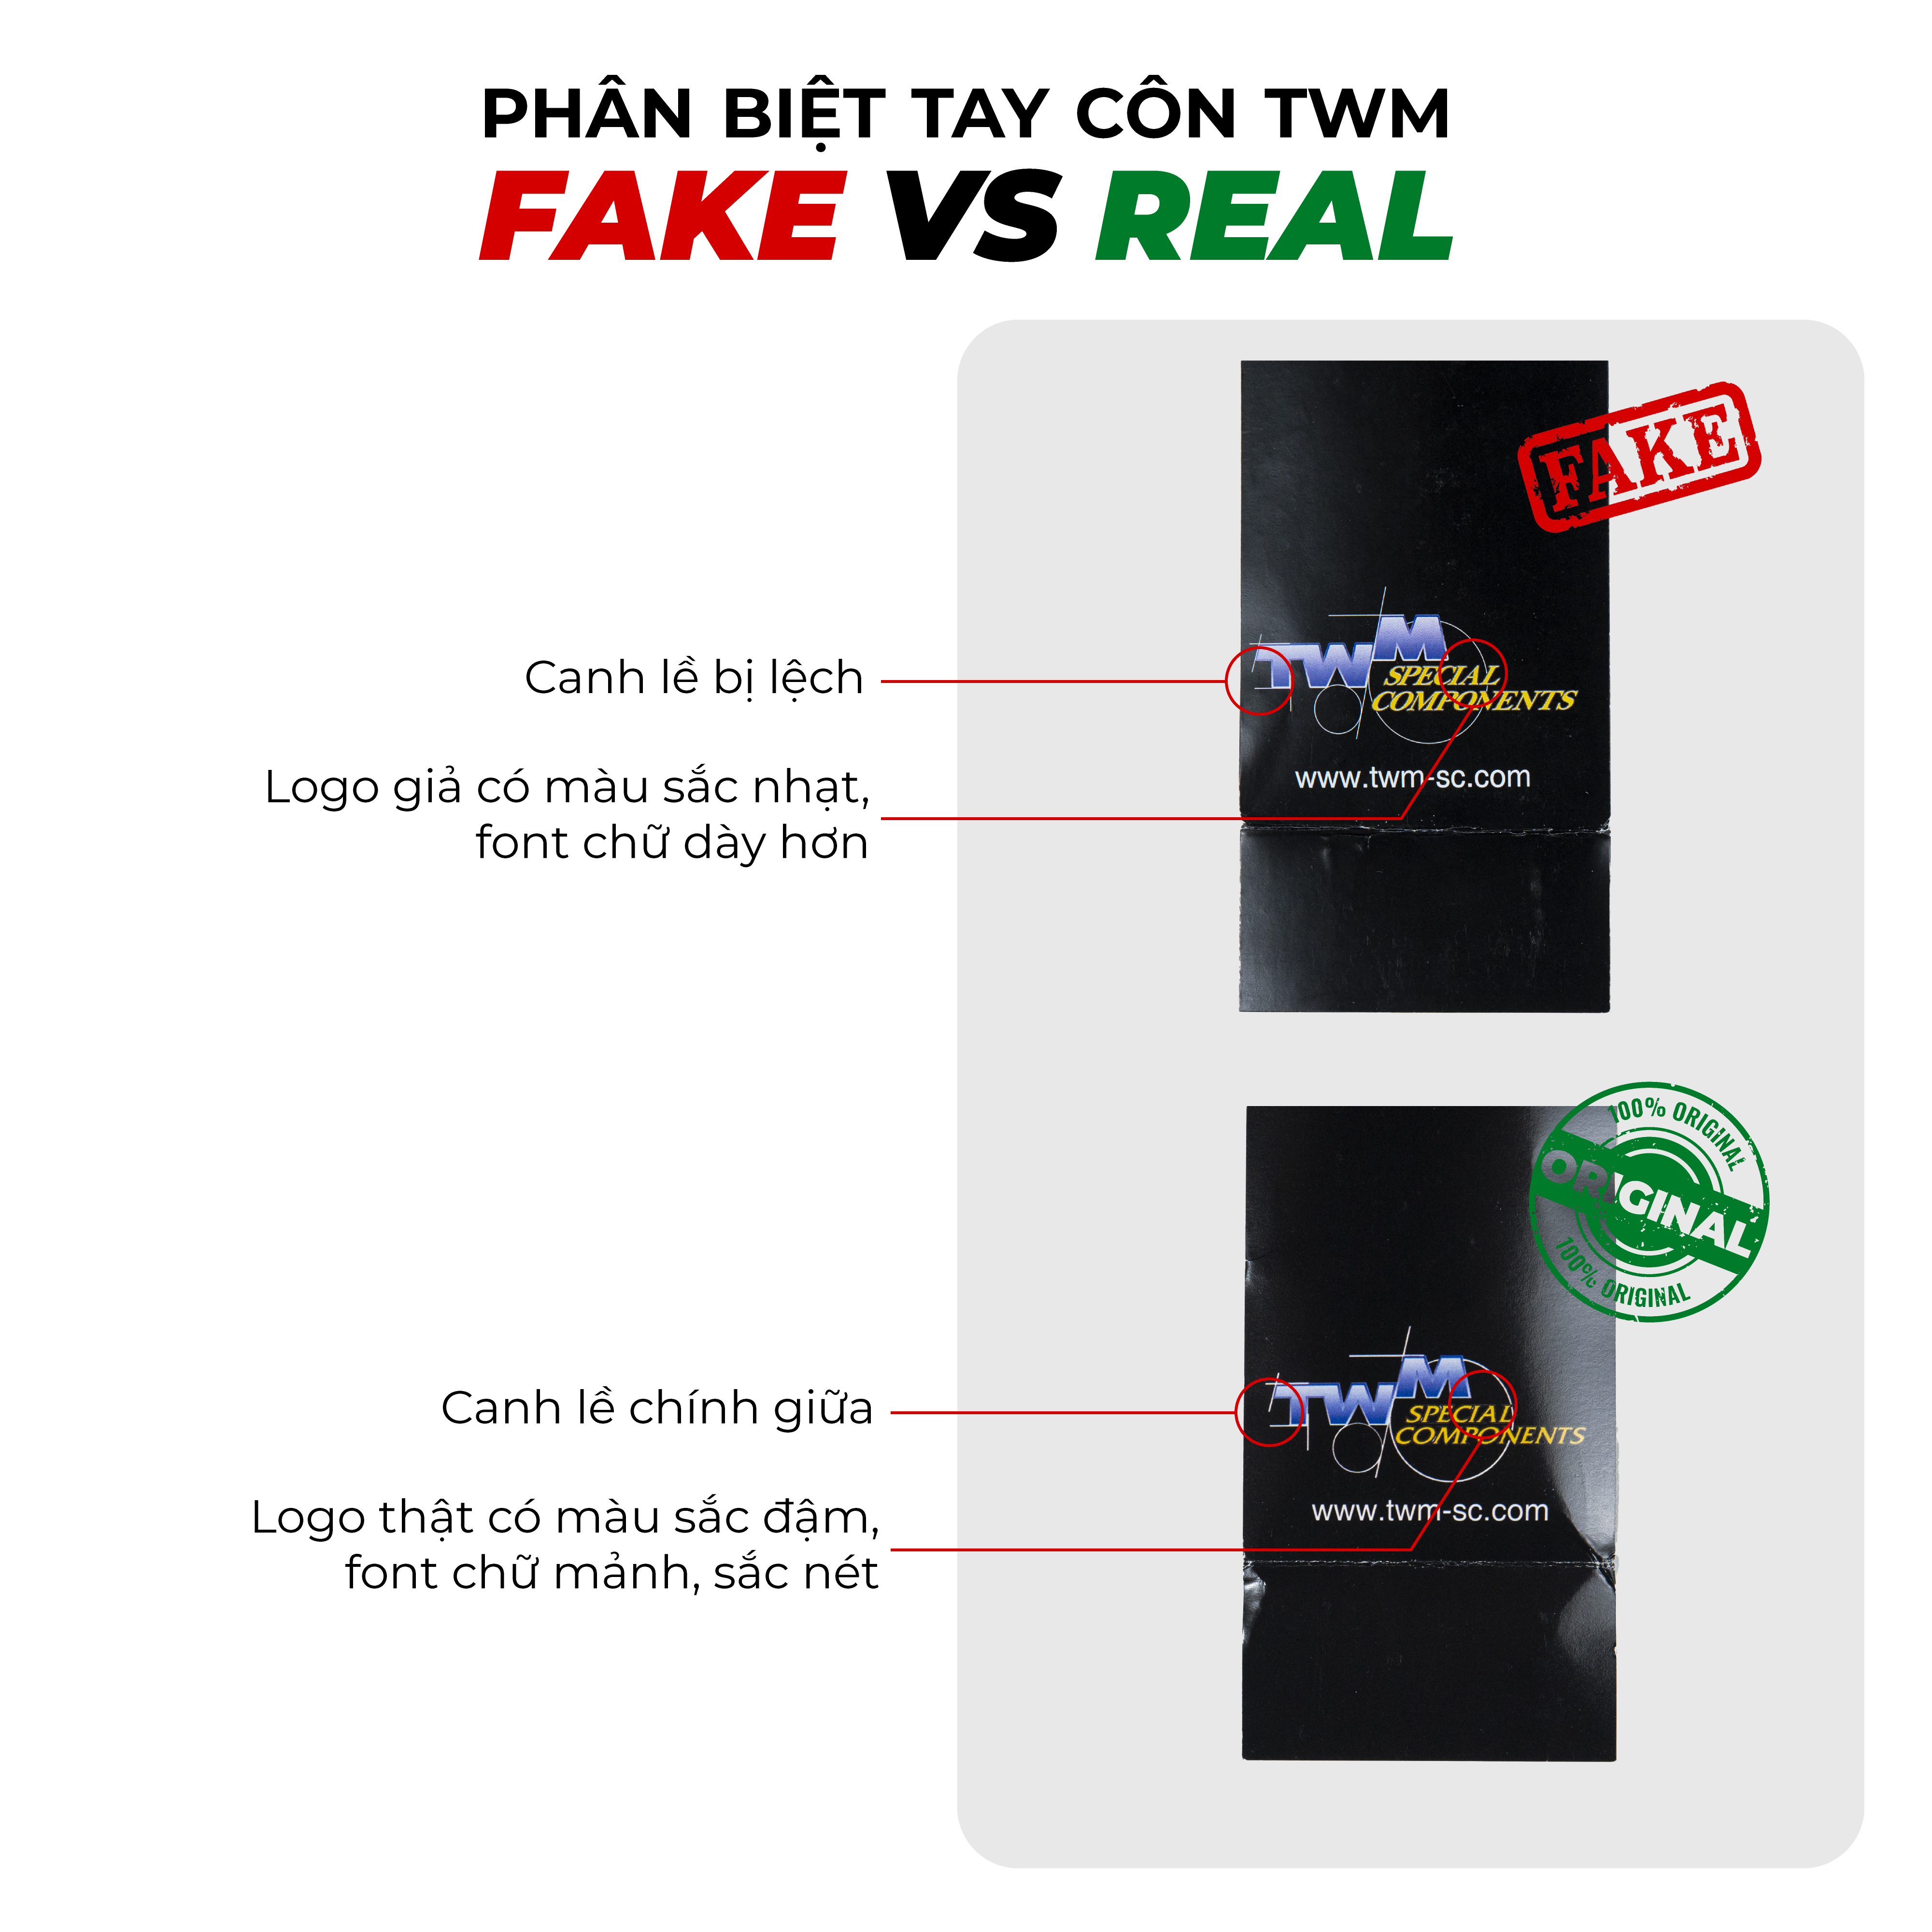 PHÂN BIỆT TAY CÔN TWM
FAKE VS REAL
FAKE
Canh lề bị lệch
Logo giả có màu sắc nhạt,
font chữ dày hơn
TWM
SPECIAL
COMPONENTS
www.twm-sc.com
100% ORIGINAL
ORIGINAL
100% ORIGINAL
Canh lề chính giữa
Logo thật có màu sắc đậm,
font chữ mảnh, sắc nét
TWM
SPECIAL
COMPONENTS
www.twm-sc.com